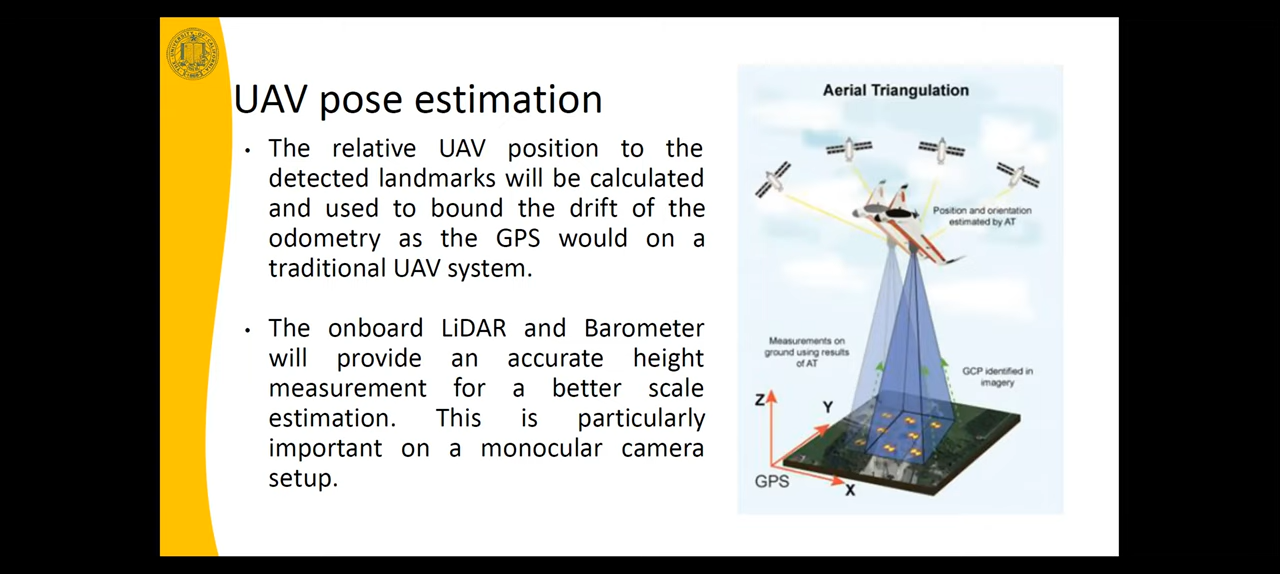 UAV pose estimation
• The relative UAV position to the
detected landmarks will be calculated
and used to bound the drift of the
odometry as the GPS would on a
traditional UAV system.
• The onboard LiDAR and Barometer
will provide an accurate height
measurement for a better scale
estimation. This is particularly
important on a monocular camera
setup.
Aerial Triangulation
Position and orientation
estimated by AT
Measurements on
ground using results
of AT
GCP identified in
imagery
Z
Y
X
GPS